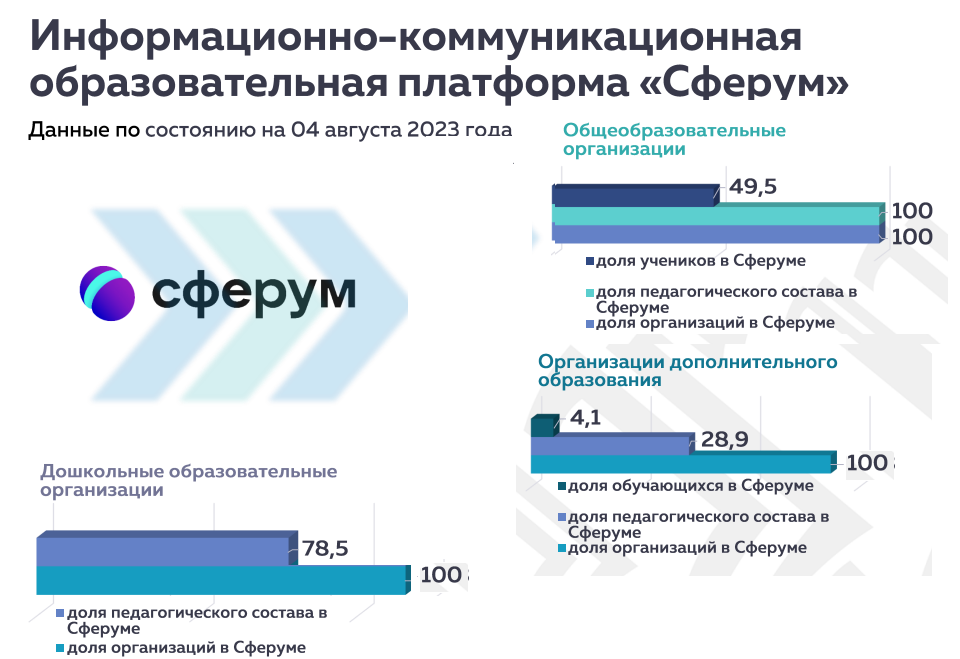 Информационно-коммуникационная
образовательная платформа «Сферум»
Данные по состоянию на 04 августа 2023 года
сферум
Общеобразовательные
организации
49,5
100
100
доля учеников в Сферуме
доля педагогического состава в
Сферуме
доля организаций в Сферуме
Организации дополнительного
образования
4,1
28,9
100
доля обучающихся в Сферуме
доля педагогического состава в
Сферуме
доля организаций в Сферуме
Дошкольные образовательные
организации
78,5
100
доля педагогического состава в
Сферуме
доля организаций в Сферуме